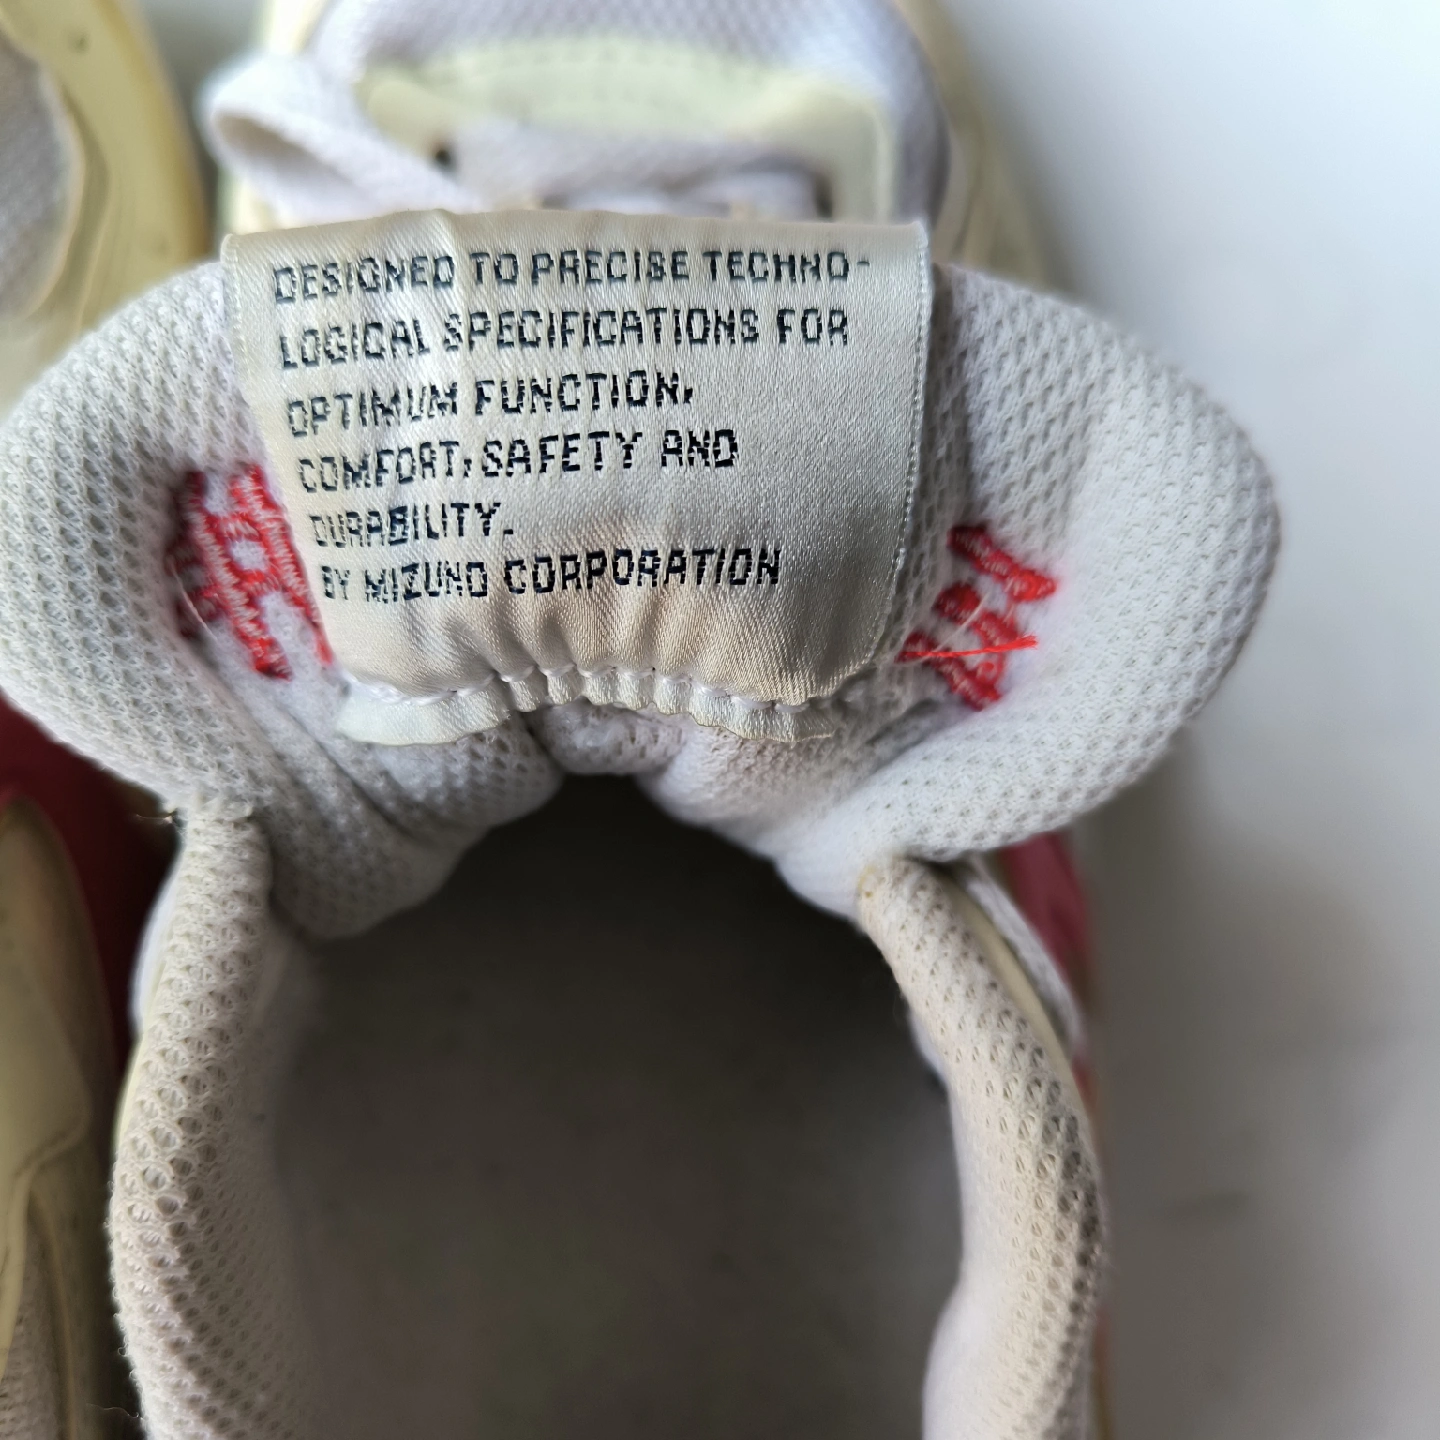 DESIGNED TO PRECISE TECHNO-
LOGICAL SPECIFICATIONS FOR
OPTIMUM FUNCTION,
COMFORT, SAFETY AND
DURABILITY.
BY MIZUNO CORPORATION